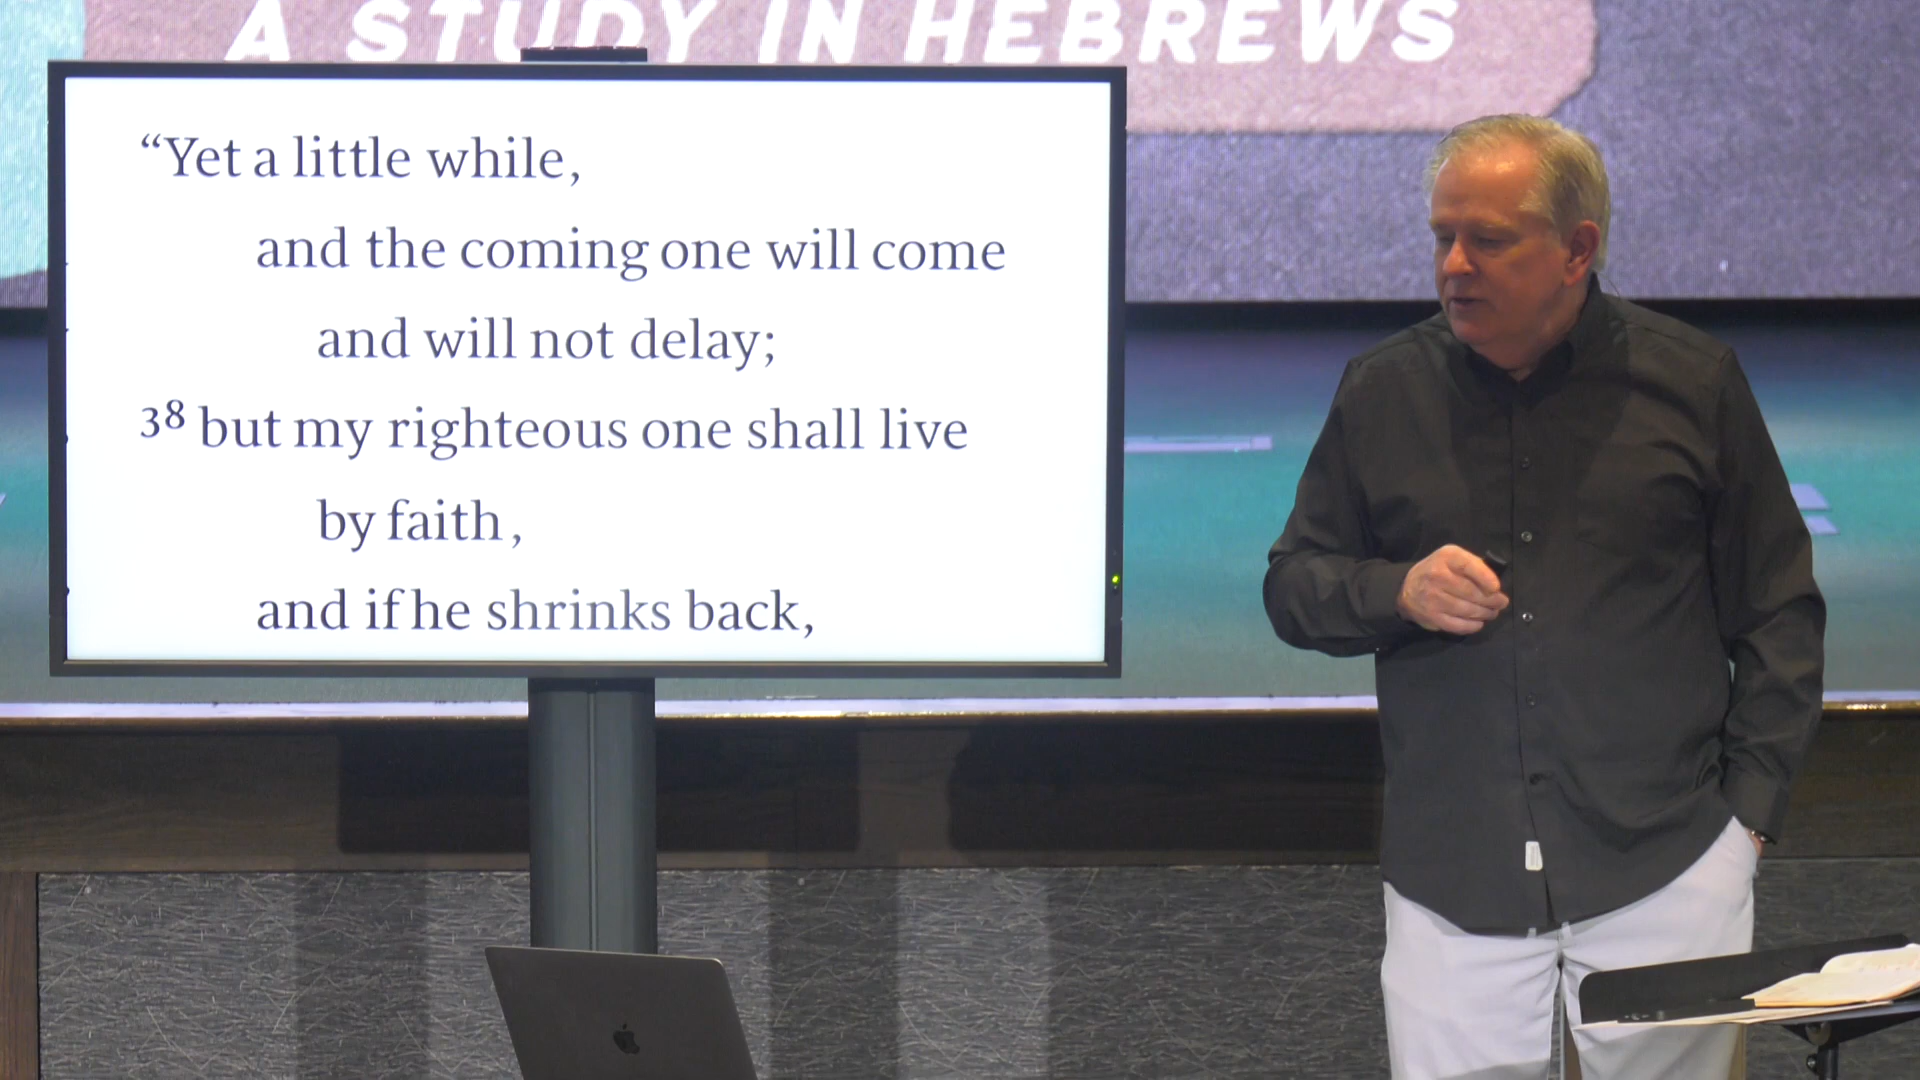 A STUDY IN HEBREWS
“Yet a little while,
and the coming one will come
and will not delay;
38 but my righteous one shall live
by faith,
and if he shrinks back,